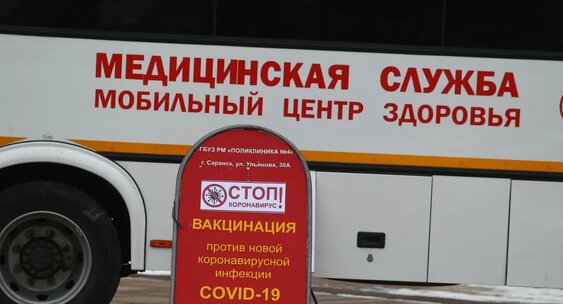 МЕДИЦИНСКАЯ СЛУЖБА
МОБИЛЬНЫЙ ЦЕНТР ЗДОРОВЬЯ
ГБУЗ РМ «ПОЛИКЛИНИКА №4»
г. Саранск, ул. Ульянова, 30А
СТОП!
КОРОНАВИРУС
ВАКЦИНАЦИЯ
против новой
коронавирусной
инфекции
COVID-19